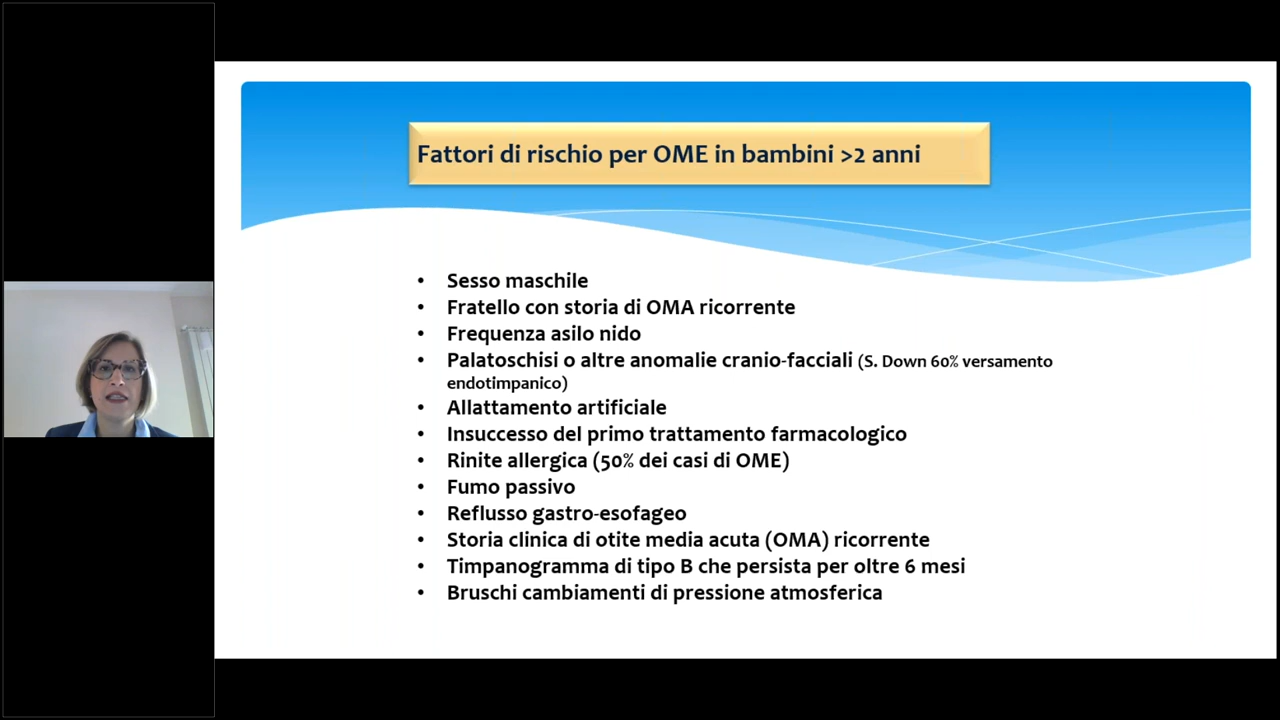 Fattori di rischio per OME in bambini >2 anni
• Sesso maschile
• Fratello con storia di OMA ricorrente
• Frequenza asilo nido
• Palatoschisi o altre anomalie cranio-facciali (S. Down 60% versamento
endotimpanico)
• Allattamento artificiale
• Insuccesso del primo trattamento farmacologico
• Rinite allergica (50% dei casi di OME)
• Fumo passivo
• Reflusso gastro-esofageo
• Storia clinica di otite media acuta (OMA) ricorrente
• Timpanogramma di tipo B che persista per oltre 6 mesi
• Bruschi cambiamenti di pressione atmosferica